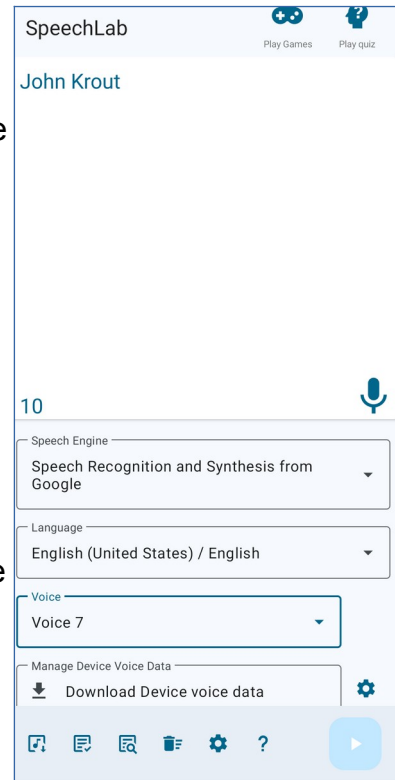 SpeechLab
Play Games
Play quiz
John Krout
10
Speech Engine
Speech Recognition and Synthesis from
Google
Language
English (United States) / English
Voice
Voice 7
Manage Device Voice Data
Download Device voice data
?
e
e